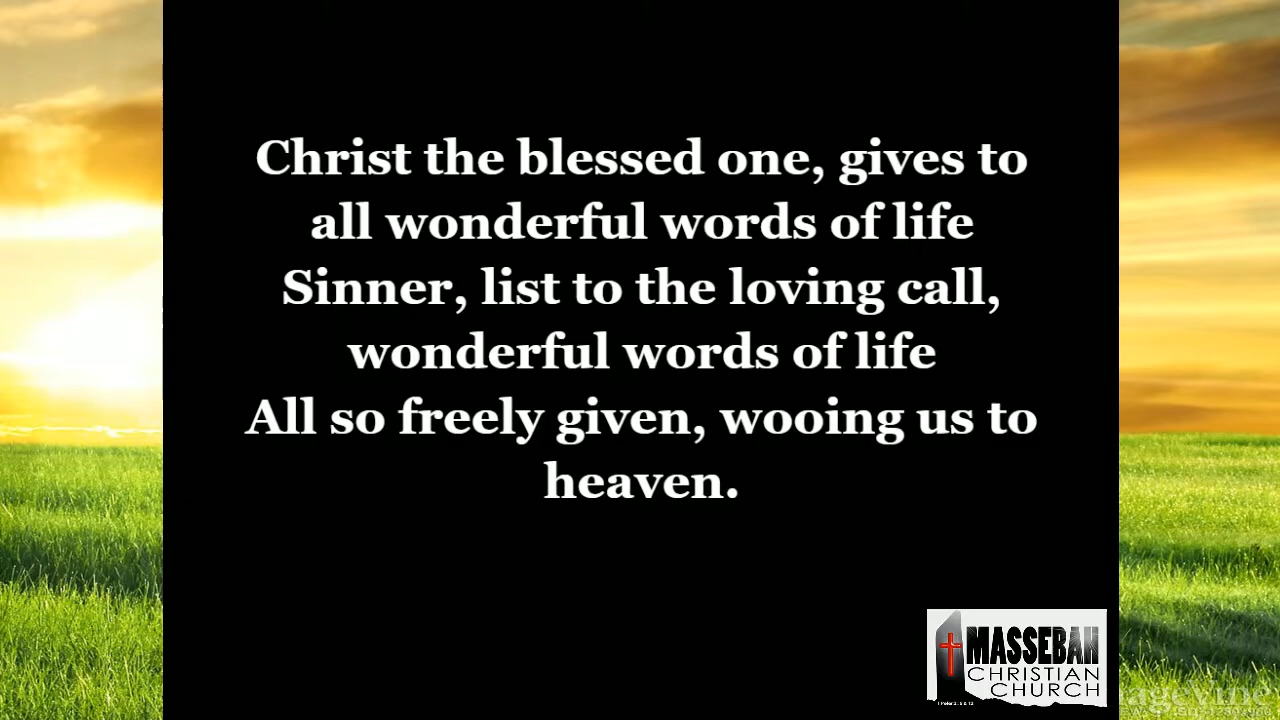 Christ the blessed one, gives to
all wonderful words of life
Sinner, list to the loving call,
wonderful words of life
All so freely given, wooing us to
heaven.
MASSEBAH
CHRISTIAN
CHURCH